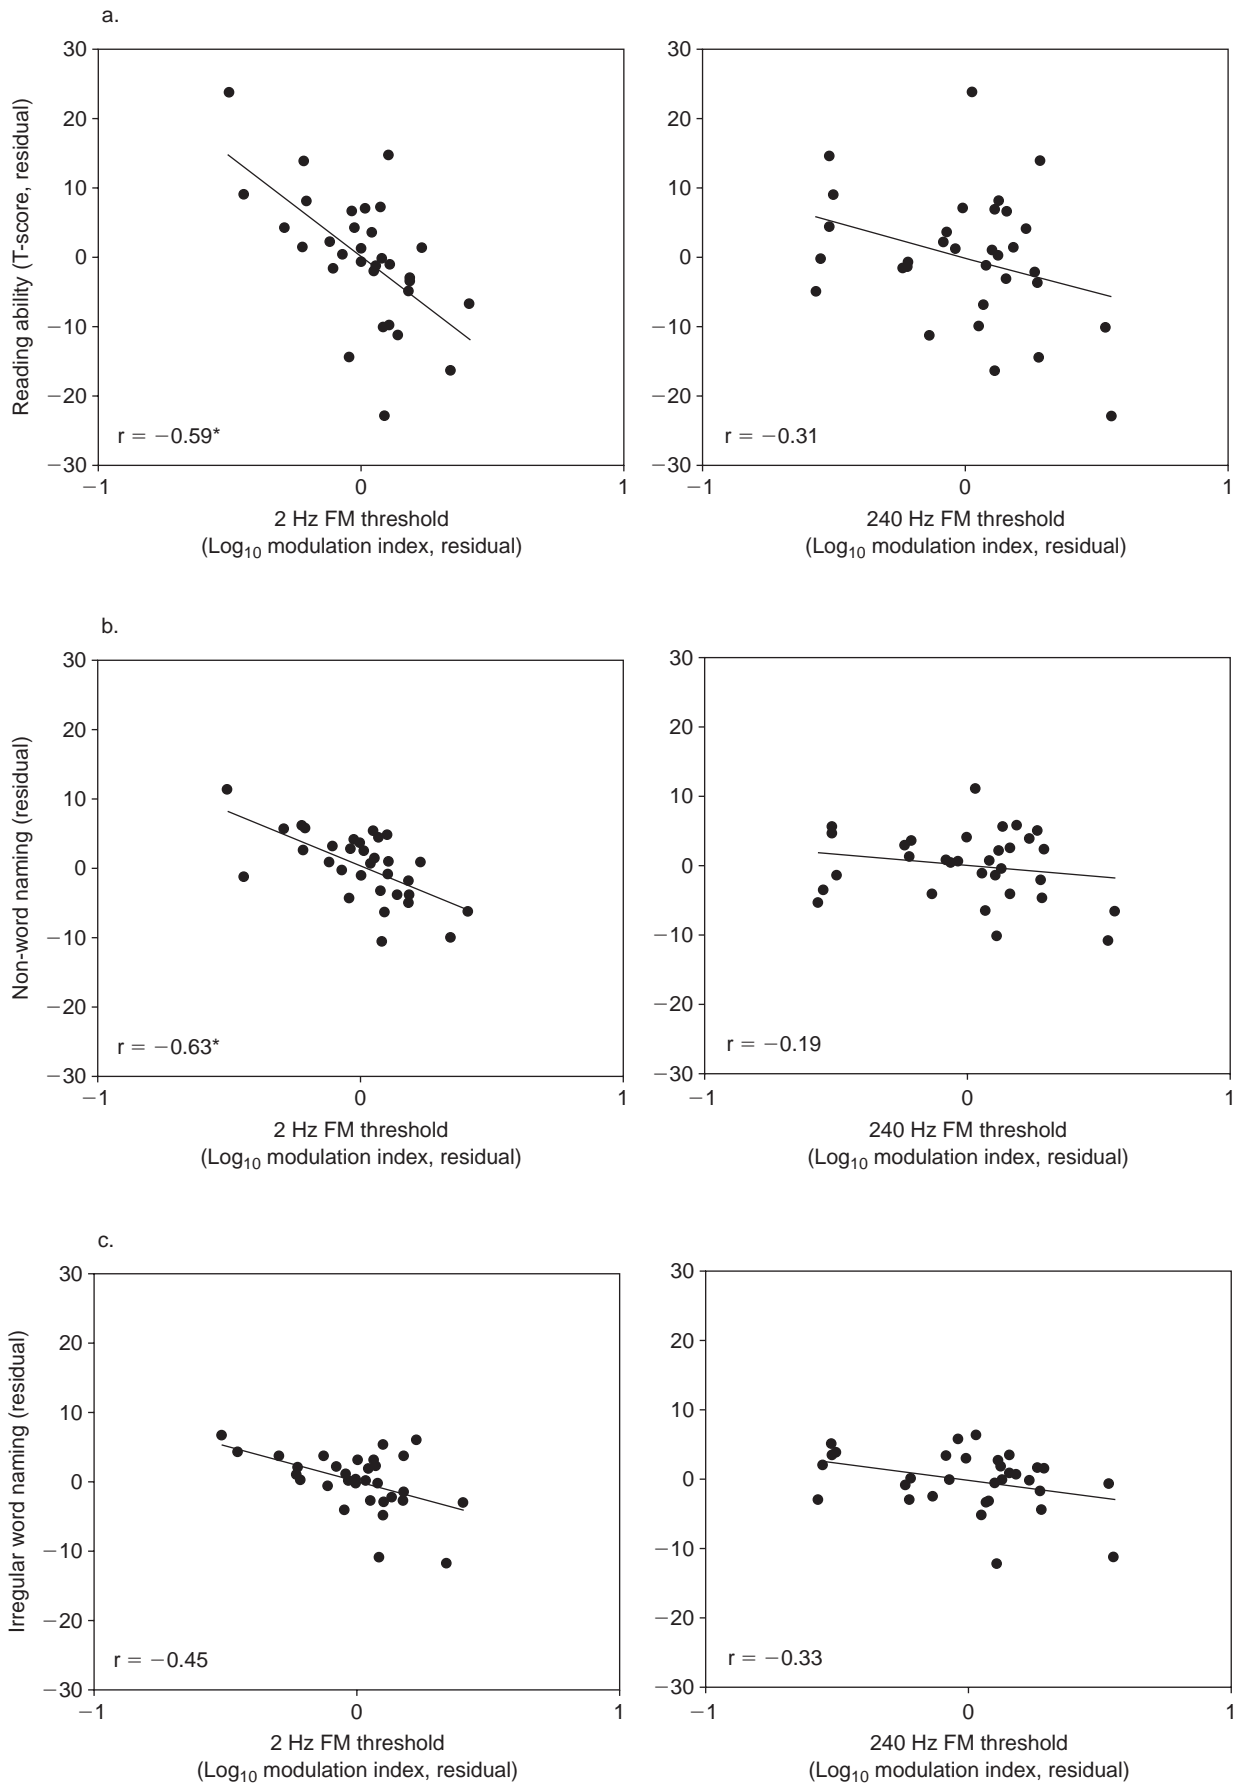 a.
30
20
10
0
−10
−20
−30
Reading ability (T-score, residual)
r = −0.59*
−1
0
1
2 Hz FM threshold
(Log10 modulation index, residual)
30
20
10
0
−10
−20
−30
r = −0.31
−1
0
1
240 Hz FM threshold
(Log10 modulation index, residual)
b.
30
20
10
0
−10
−20
−30
Non-word naming (residual)
r = −0.63*
−1
0
1
2 Hz FM threshold
(Log10 modulation index, residual)
30
20
10
0
−10
−20
−30
r = −0.19
−1
0
1
240 Hz FM threshold
(Log10 modulation index, residual)
c.
30
20
10
0
−10
−20
−30
Irregular word naming (residual)
r = −0.45
−1
0
1
2 Hz FM threshold
(Log10 modulation index, residual)
30
20
10
0
−10
−20
−30
r = −0.33
−1
0
1
240 Hz FM threshold
(Log10 modulation index, residual)